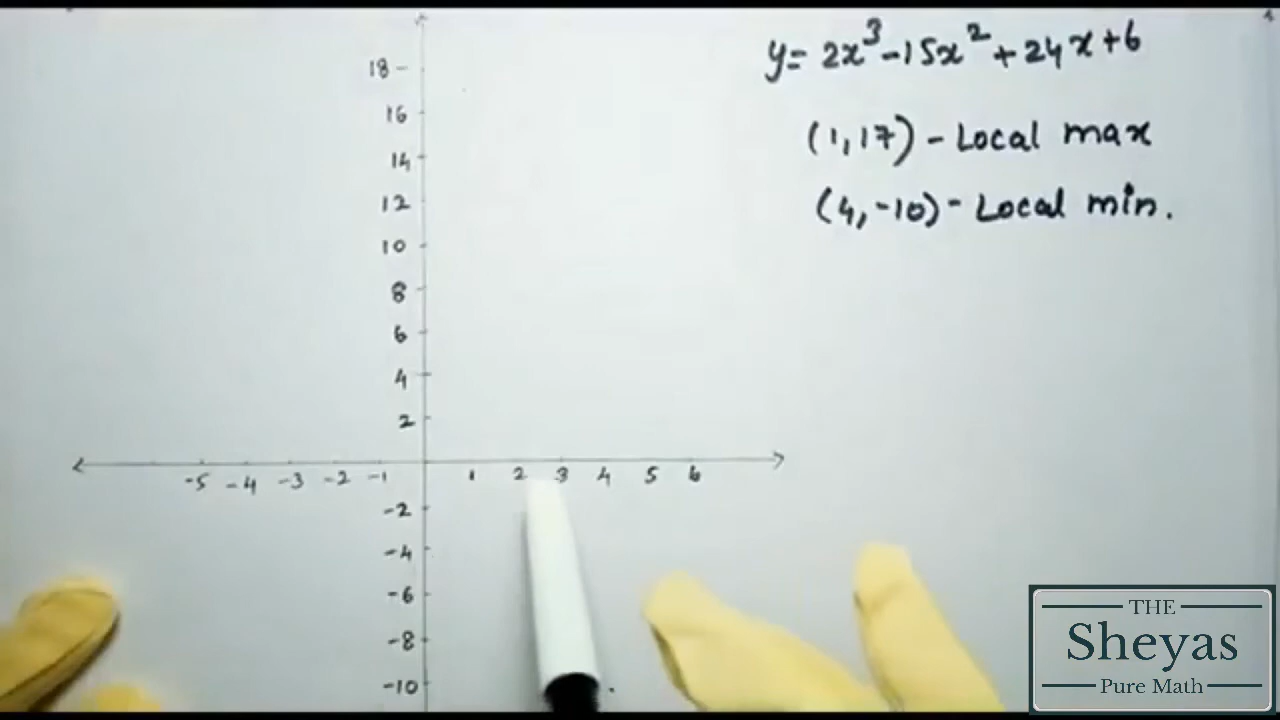 y=2x³-15x²+24x+6
(1,17)-Local max
(4,-10)-Local min.
18
16
14
12
10
8
6
4
2
-5 -4 -3 -2 -1 1 2 3 4 5 6
-2
-4
-6
-8
-10
THE
Sheyas
Pure Math